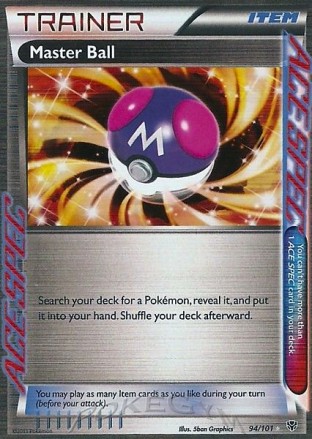 TRAINER
ITEM
Master Ball
M
ACE SPEC
ACE SPEC
You can't have more than
1 ACE SPEC card in your deck.
Search your deck for a Pokémon, reveal it, and put
it into your hand. Shuffle your deck afterward.
You may play as many Item cards as you like during your turn
(before your attack).
Illus. 5ban Graphics
94/101